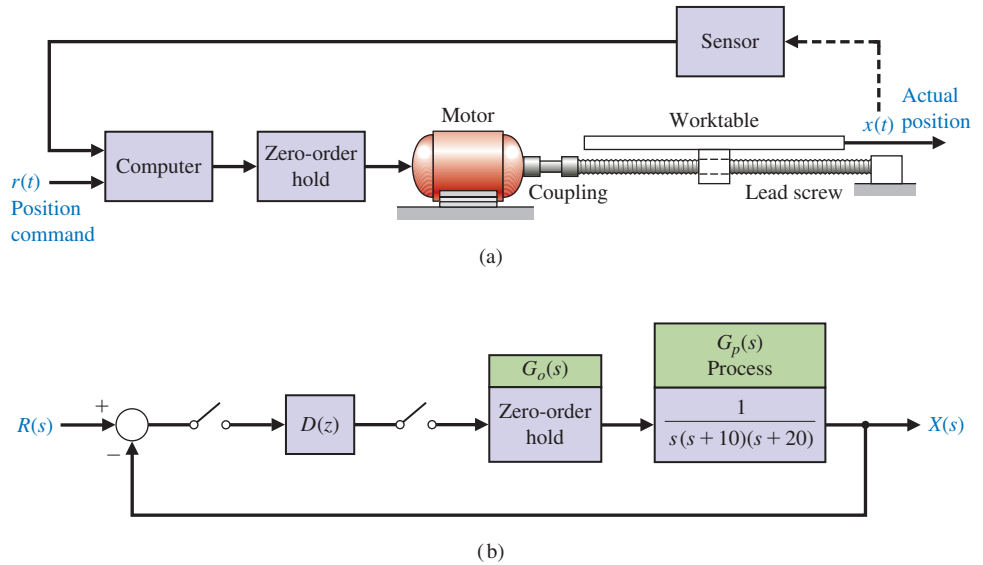 Sensor
Motor
Worktable
x(t)
Actual
position
Computer
Zero-order
hold
r(t)
Position
command
Coupling
Lead screw
(a)
G_o(s)
G_p(s)
Process
R(s)
+
−
D(z)
Zero-order
hold
1
s(s + 10)(s + 20)
X(s)
(b)